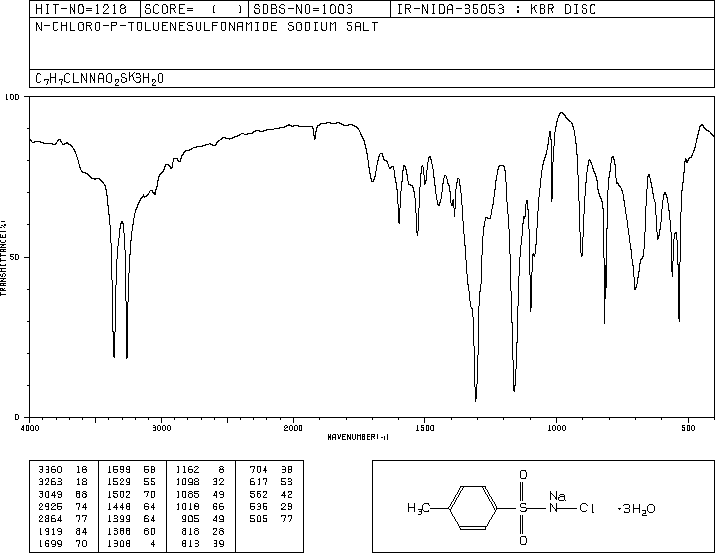 HIT-NO=1218 SCORE= ( ) SDBS-NO=1003 IR-NIDA-35053 : KBR DISC
N-CHLORO-P-TOLUENESULFONAMIDE SODIUM SALT
C7H7CLNNAO2SK3H2O
100
TRANSMITTANCE(%)
50
0
4000 3000 2000 1500 1000 500
WAVENUMBER(-1)
3360 18 1599 58 1162 8 704 38
3263 18 1529 55 1098 32 617 53
3049 68 1502 70 1085 49 562 42
2925 74 1448 64 1018 66 536 29
2864 77 1399 64 905 49 505 77
1919 84 1388 60 818 28
1699 70 1308 4 813 39
O
Na
H3C S N Cl ·3H2O
O